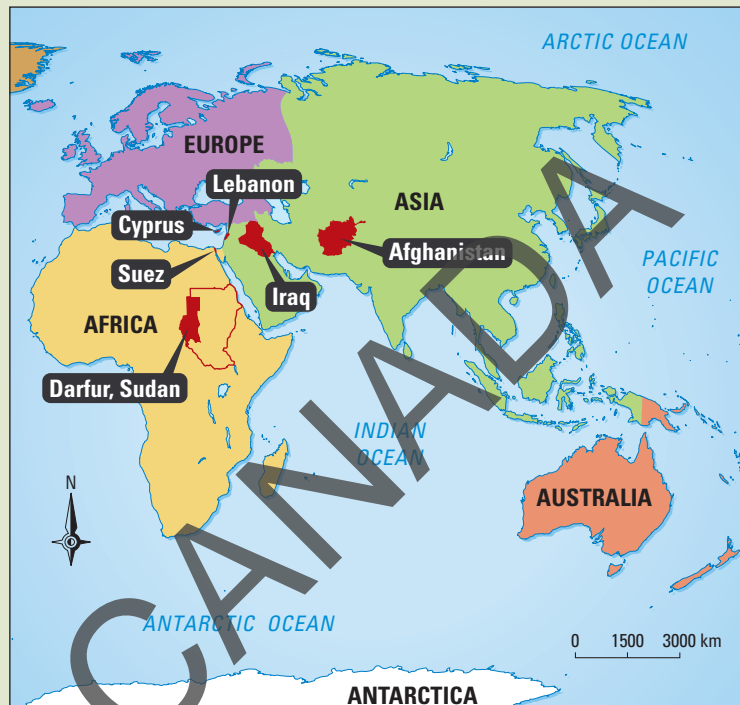 ARCTIC OCEAN
EUROPE
Lebanon
ASIA
Cyprus
Afghanistan
Suez
PACIFIC
OCEAN
Iraq
AFRICA
Darfur, Sudan
INDIAN
OCEAN
N
AUSTRALIA
ANTARCTIC OCEAN
0 1500 3000 km
ANTARCTICA
CANADA